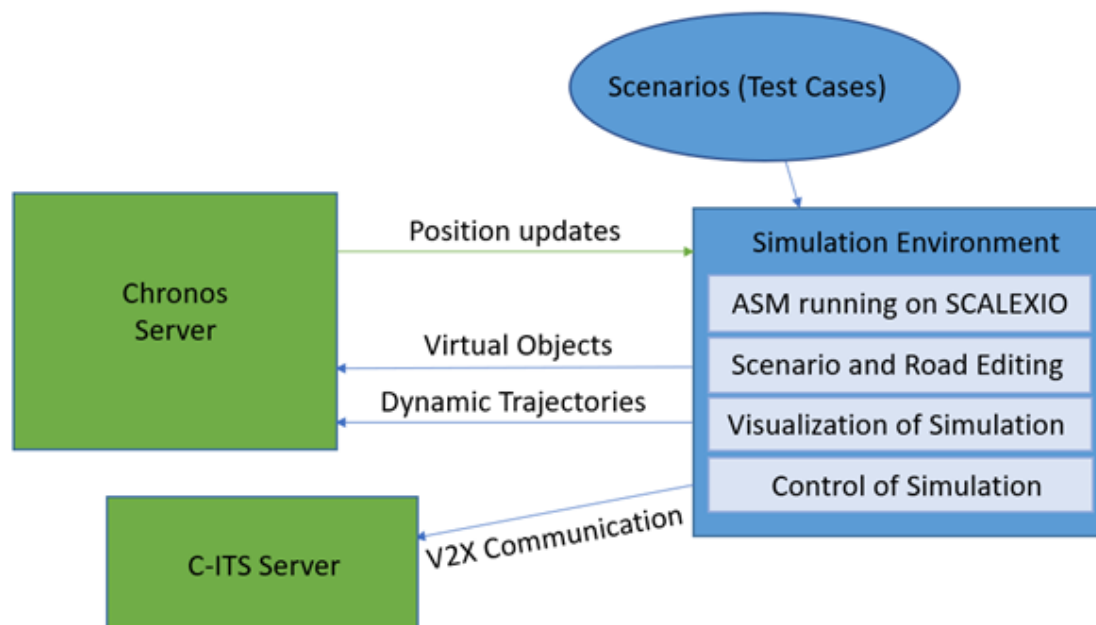 Scenarios (Test Cases)
Position updates
Simulation Environment
Chronos
Server
ASM running on SCALEXIO
Virtual Objects
Scenario and Road Editing
Dynamic Trajectories
Visualization of Simulation
Control of Simulation
V2X Communication
C-ITS Server